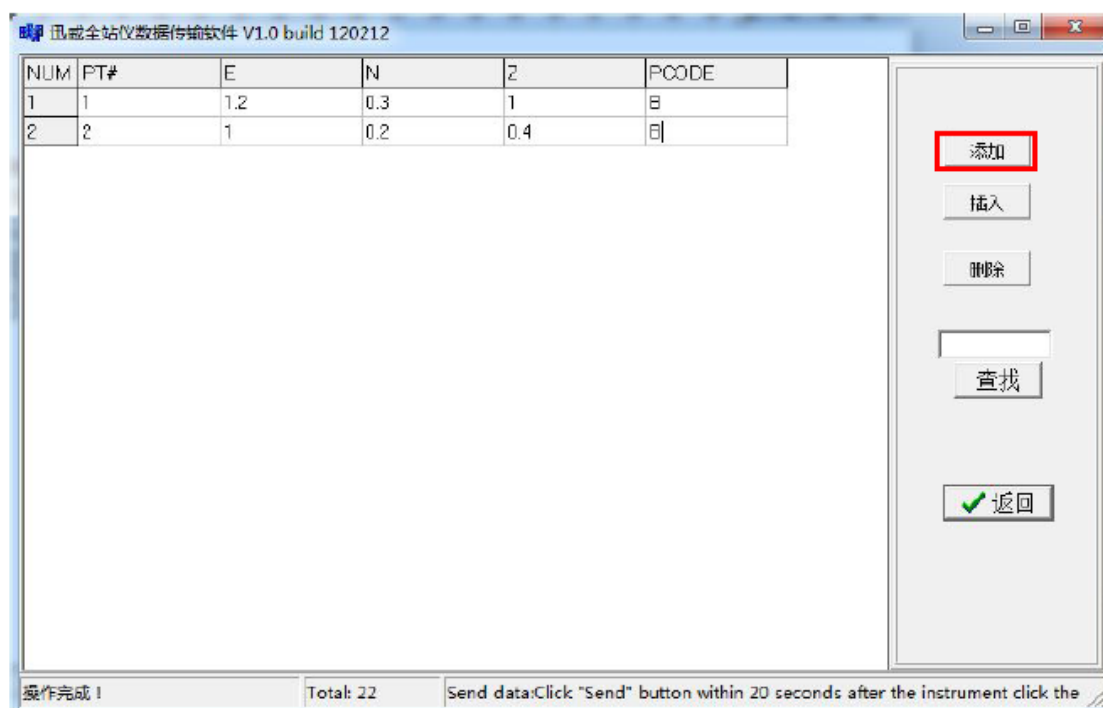 迅威全站仪数据传输软件 V1.0 build 120212
NUM PT# E N Z PCODE
1 1 1.2 0.3 1 B
2 2 1 0.2 0.4 B
添加
插入
删除
查找
返回
操作完成！ Total: 22 Send data:Click "Send" button within 20 seconds after the instrument click the